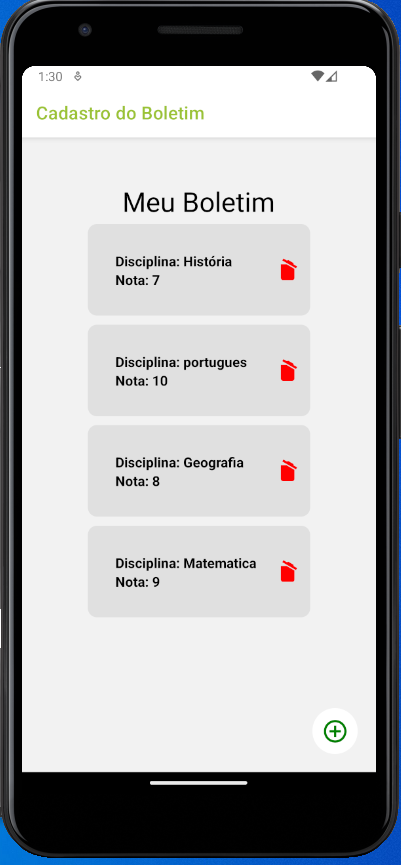 1:30
Cadastro do Boletim
Meu Boletim
Disciplina: História
Nota: 7
Disciplina: portugues
Nota: 10
Disciplina: Geografia
Nota: 8
Disciplina: Matematica
Nota: 9